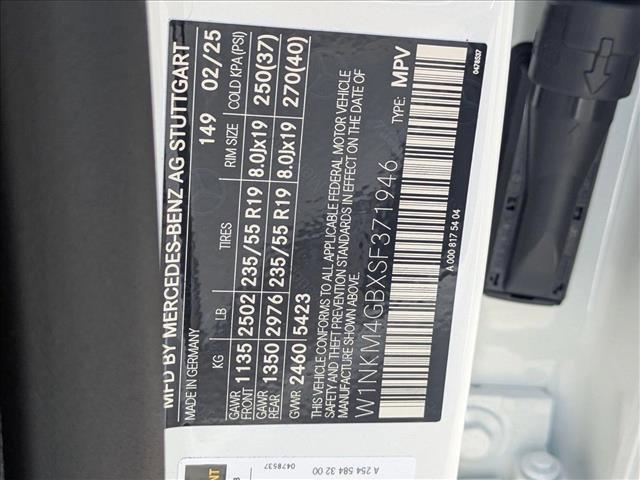 MFD BY MERCEDES-BENZ AG STUTTGART
MADE IN GERMANY 149 02/25
KG LB TIRES RIM SIZE COLD KPA (PSI)
GAWR FRONT 1135 2502 235/55 R19 8.0Jx19 250(37)
GAWR REAR 1350 2976 235/55 R19 8.0Jx19 270(40)
GVWR 2460 5423
THIS VEHICLE CONFORMS TO ALL APPLICABLE FEDERAL MOTOR VEHICLE
SAFETY AND THEFT PREVENTION STANDARDS IN EFFECT ON THE DATE OF
MANUFACTURE SHOWN ABOVE.
W1NKM4GBXSF371946 TYPE: MPV
A 000 817 54 04 0478537
A 254 584 32 00
0478537